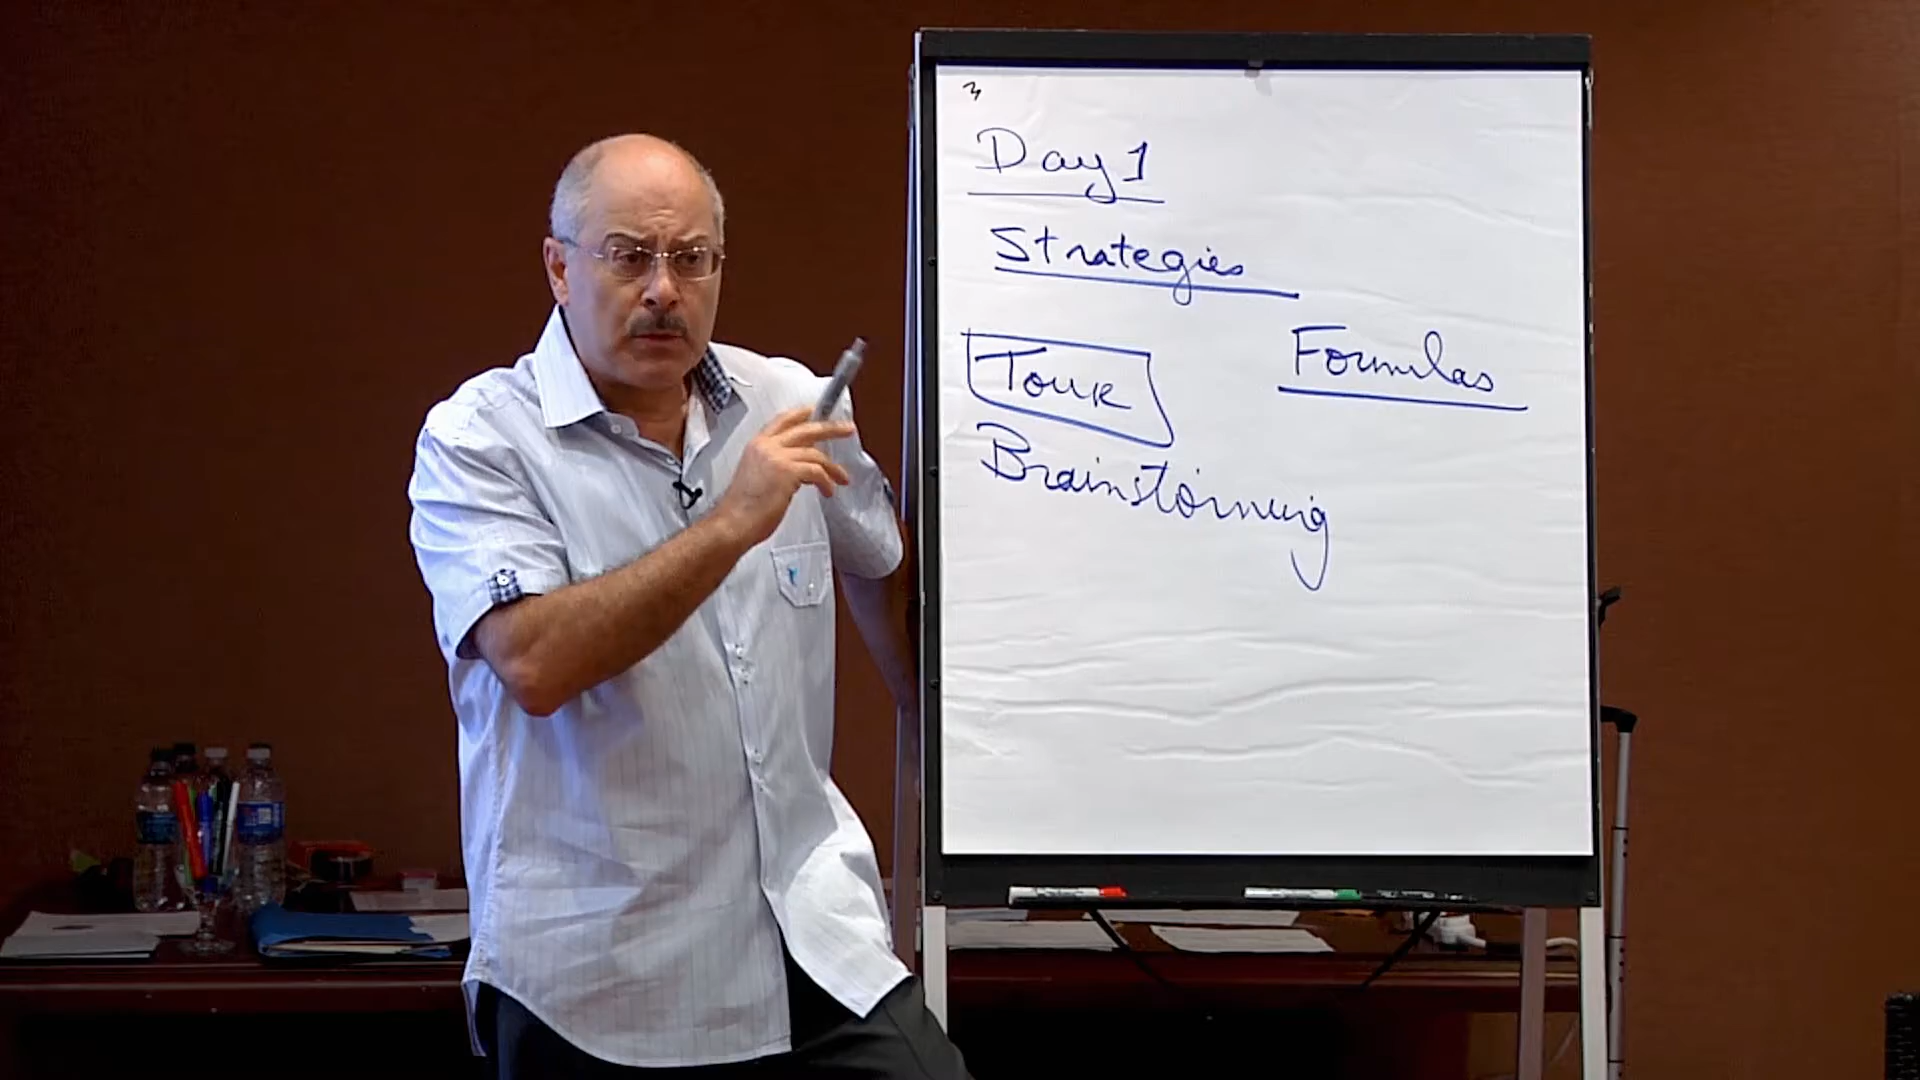 Day 1
Strategies
Tour
Formulas
Brainstorming